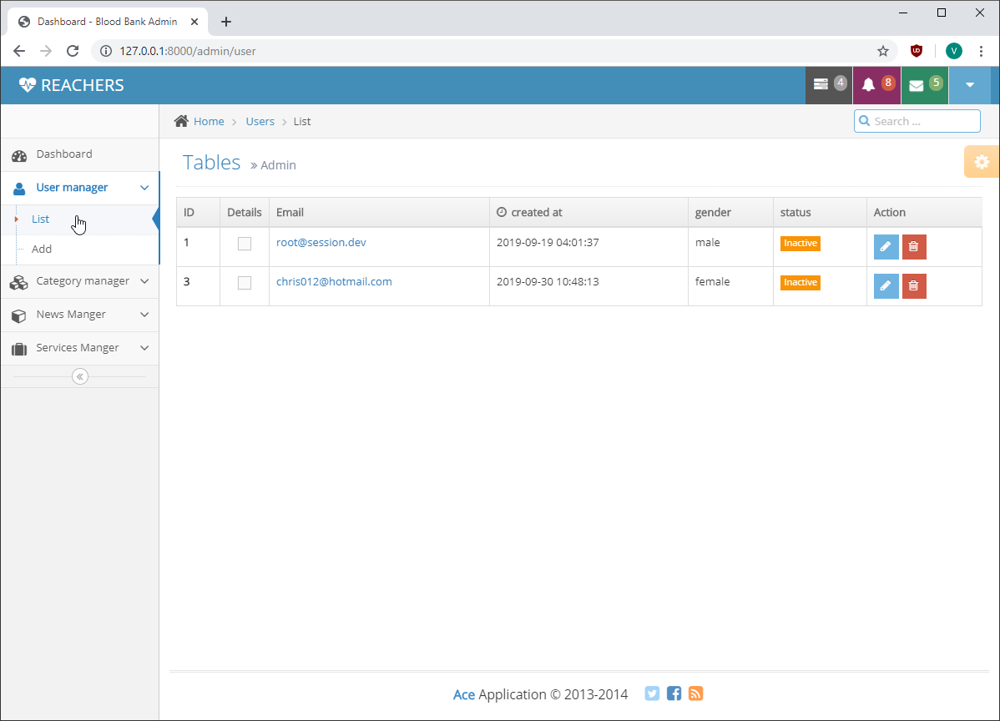 Dashboard - Blood Bank Admin
127.0.0.1:8000/admin/user
V
REACHERS
4
8
5
Home
Users
List
Search ...
Dashboard
User manager
List
Add
Category manager
News Manger
Services Manger
Tables
Admin
ID Details Email created at gender status Action
1 root@session.dev 2019-09-19 04:01:37 male Inactive
3 chris012@hotmail.com 2019-09-30 10:48:13 female Inactive
Ace Application © 2013-2014